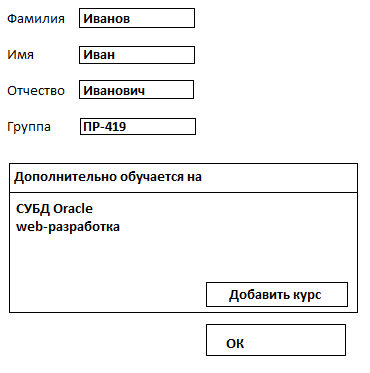 Фамилия Иванов
Имя Иван
Отчество Иванович
Группа ПР-419
Дополнительно обучается на
СУБД Oracle
web-разработка
Добавить курс
ОК